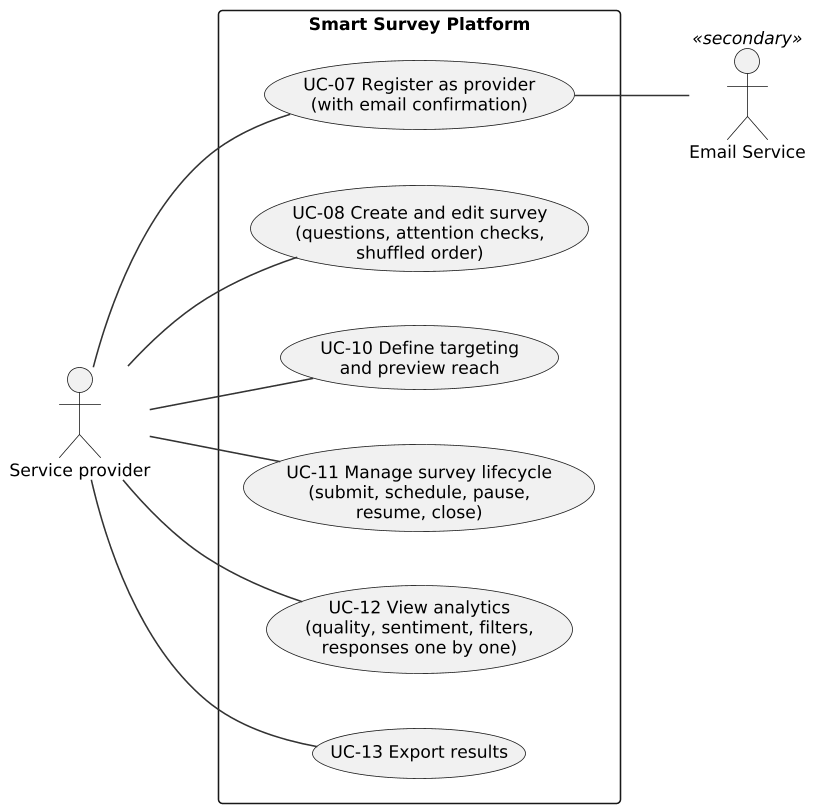 Smart Survey Platform
«secondary»
UC-07 Register as provider
(with email confirmation)
Email Service
UC-08 Create and edit survey
(questions, attention checks,
shuffled order)
UC-10 Define targeting
and preview reach
Service provider
UC-11 Manage survey lifecycle
(submit, schedule, pause,
resume, close)
UC-12 View analytics
(quality, sentiment, filters,
responses one by one)
UC-13 Export results